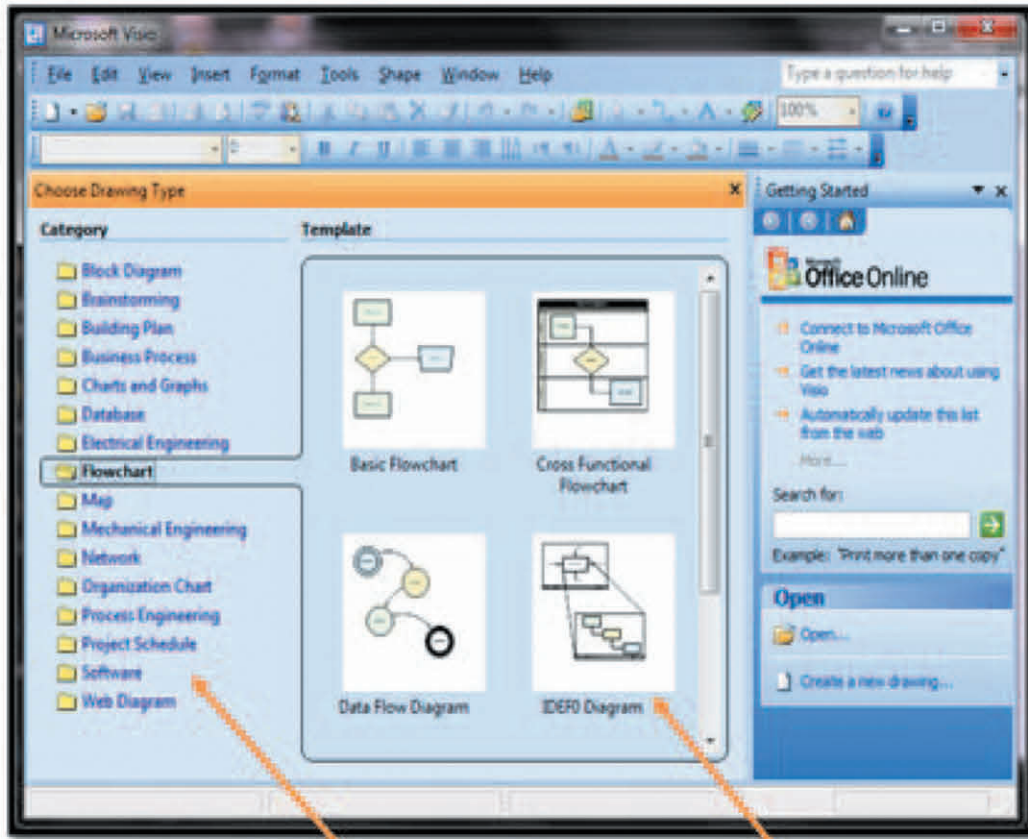 Microsoft Visio
File Edit View Insert Format Tools Shape Window Help
Type a question for help
100%
Choose Drawing Type
Getting Started
Category
Template
Block Diagram
Brainstorming
Building Plan
Business Process
Charts and Graphs
Database
Electrical Engineering
Flowchart
Map
Mechanical Engineering
Network
Organization Chart
Process Engineering
Project Schedule
Software
Web Diagram
Basic Flowchart
Cross Functional
Flowchart
Data Flow Diagram
IDEF0 Diagram
Microsoft
Office Online
Connect to Microsoft Office
Online
Get the latest news about using
Visio
Automatically update this list
from the web
More...
Search for:
Example: "Print more than one copy"
Open
Open...
Create a new drawing...